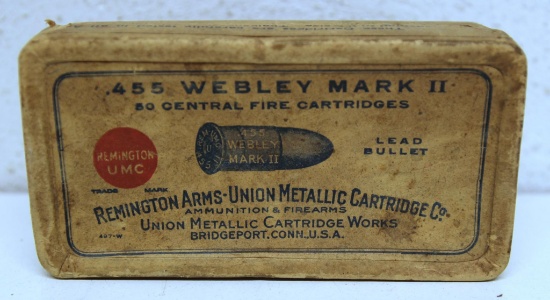 .455 WEBLEY MARK II
50 CENTRAL FIRE CARTRIDGES
REMINGTON
UMC
TRADE MARK
.455
WEBLEY
MARK II
LEAD
BULLET
REMINGTON ARMS-UNION METALLIC CARTRIDGE CO.
AMMUNITION & FIREARMS
UNION METALLIC CARTRIDGE WORKS
BRIDGEPORT, CONN., U.S.A.